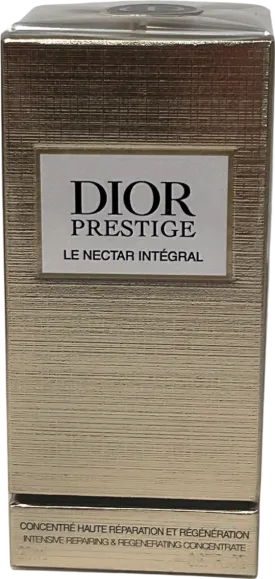 DIOR
PRESTIGE
LE NECTAR INTÉGRAL
CONCENTRÉ HAUTE RÉPARATION ET RÉGÉNÉRATION
INTENSIVE REPAIRING & REGENERATING CONCENTRATE